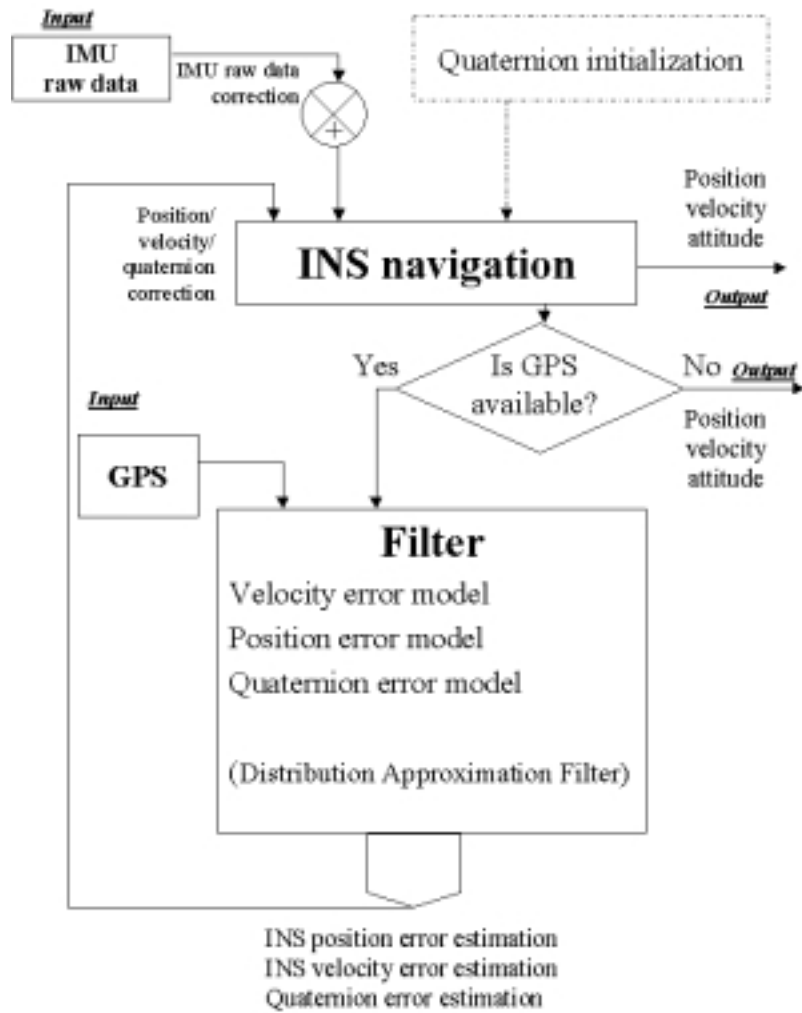 Input
IMU
raw data
IMU raw data
correction
+
Quaternion initialization
Position/
velocity/
quaternion
correction
INS navigation
Position
velocity
attitude
Output
Yes
Is GPS
available?
No
Output
Position
velocity
attitude
Input
GPS
Filter
Velocity error model
Position error model
Quaternion error model
(Distribution Approximation Filter)
INS position error estimation
INS velocity error estimation
Quaternion error estimation